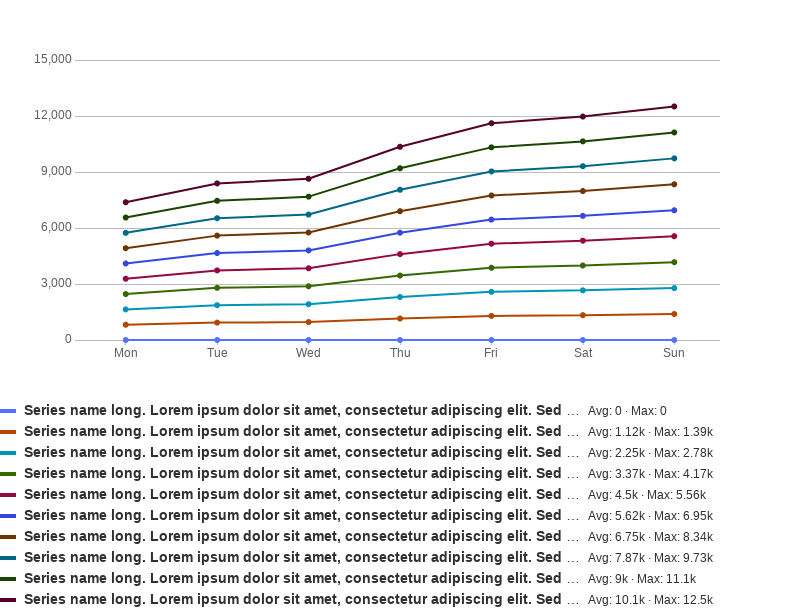 15,000
12,000
9,000
6,000
3,000
0
Mon Tue Wed Thu Fri Sat Sun
Series name long. Lorem ipsum dolor sit amet, consectetur adipiscing elit. Sed … Avg: 0 · Max: 0
Series name long. Lorem ipsum dolor sit amet, consectetur adipiscing elit. Sed … Avg: 1.12k · Max: 1.39k
Series name long. Lorem ipsum dolor sit amet, consectetur adipiscing elit. Sed … Avg: 2.25k · Max: 2.78k
Series name long. Lorem ipsum dolor sit amet, consectetur adipiscing elit. Sed … Avg: 3.37k · Max: 4.17k
Series name long. Lorem ipsum dolor sit amet, consectetur adipiscing elit. Sed … Avg: 4.5k · Max: 5.56k
Series name long. Lorem ipsum dolor sit amet, consectetur adipiscing elit. Sed … Avg: 5.62k · Max: 6.95k
Series name long. Lorem ipsum dolor sit amet, consectetur adipiscing elit. Sed … Avg: 6.75k · Max: 8.34k
Series name long. Lorem ipsum dolor sit amet, consectetur adipiscing elit. Sed … Avg: 7.87k · Max: 9.73k
Series name long. Lorem ipsum dolor sit amet, consectetur adipiscing elit. Sed … Avg: 9k · Max: 11.1k
Series name long. Lorem ipsum dolor sit amet, consectetur adipiscing elit. Sed … Avg: 10.1k · Max: 12.5k